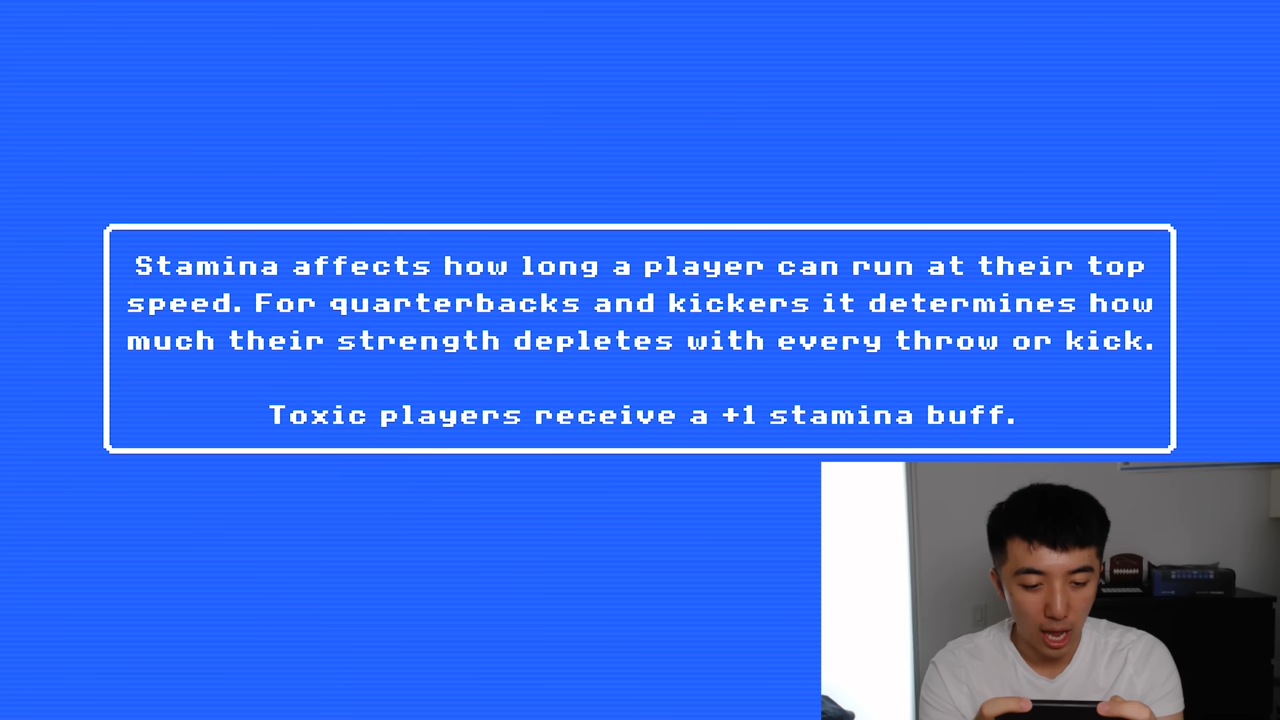 Stamina affects how long a player can run at their top
speed. For quarterbacks and kickers it determines how
much their strength depletes with every throw or kick.
Toxic players receive a +1 stamina buff.